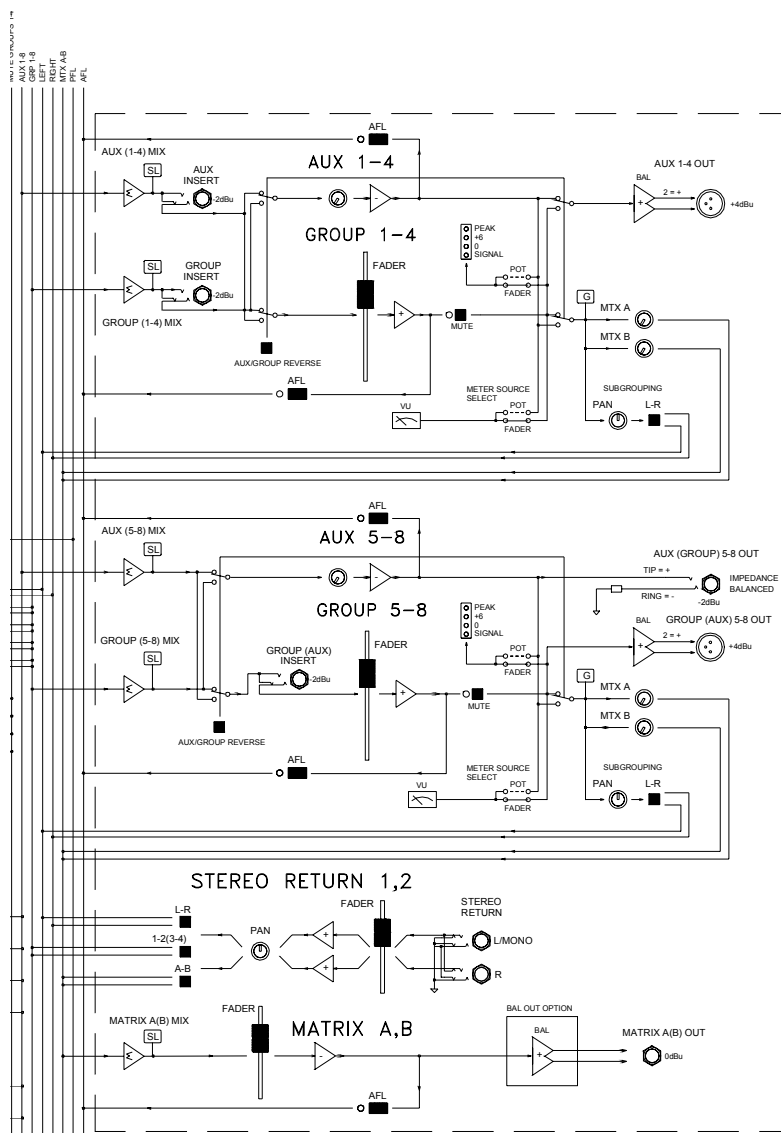 AUX 1-8
GRP 1-8
LEFT
RIGHT
MTX A-B
PFL
AFL
AFL
AUX (1-4) MIX
SL
AUX
INSERT
-2dBu
AUX 1-4
AUX 1-4 OUT
BAL
2 = +
+
+4dBu
Σ
-
GROUP 1-4
PEAK
+6
0
SIGNAL
SL
GROUP
INSERT
-2dBu
FADER
POT
FADER
G
Σ
GROUP (1-4) MIX
+
MUTE
MTX A
MTX B
AUX/GROUP REVERSE
AFL
METER SOURCE
SELECT
POT
FADER
VU
SUBGROUPING
PAN
L-R
AFL
AUX (5-8) MIX
SL
AUX 5-8
AUX (GROUP) 5-8 OUT
TIP = +
RING = -
IMPEDANCE
BALANCED
-2dBu
Σ
-
GROUP 5-8
PEAK
+6
0
SIGNAL
GROUP (AUX) 5-8 OUT
BAL
2 = +
+
+4dBu
GROUP (5-8) MIX
SL
GROUP (AUX)
INSERT
-2dBu
FADER
POT
FADER
G
Σ
+
MUTE
MTX A
MTX B
AUX/GROUP REVERSE
AFL
METER SOURCE
SELECT
POT
FADER
VU
SUBGROUPING
PAN
L-R
STEREO RETURN 1,2
L-R
1-2(3-4)
A-B
PAN
+
+
FADER
STEREO
RETURN
L/MONO
R
MATRIX A(B) MIX
SL
Σ
FADER
MATRIX A,B
-
BAL OUT OPTION
BAL
+
MATRIX A(B) OUT
0dBu
AFL